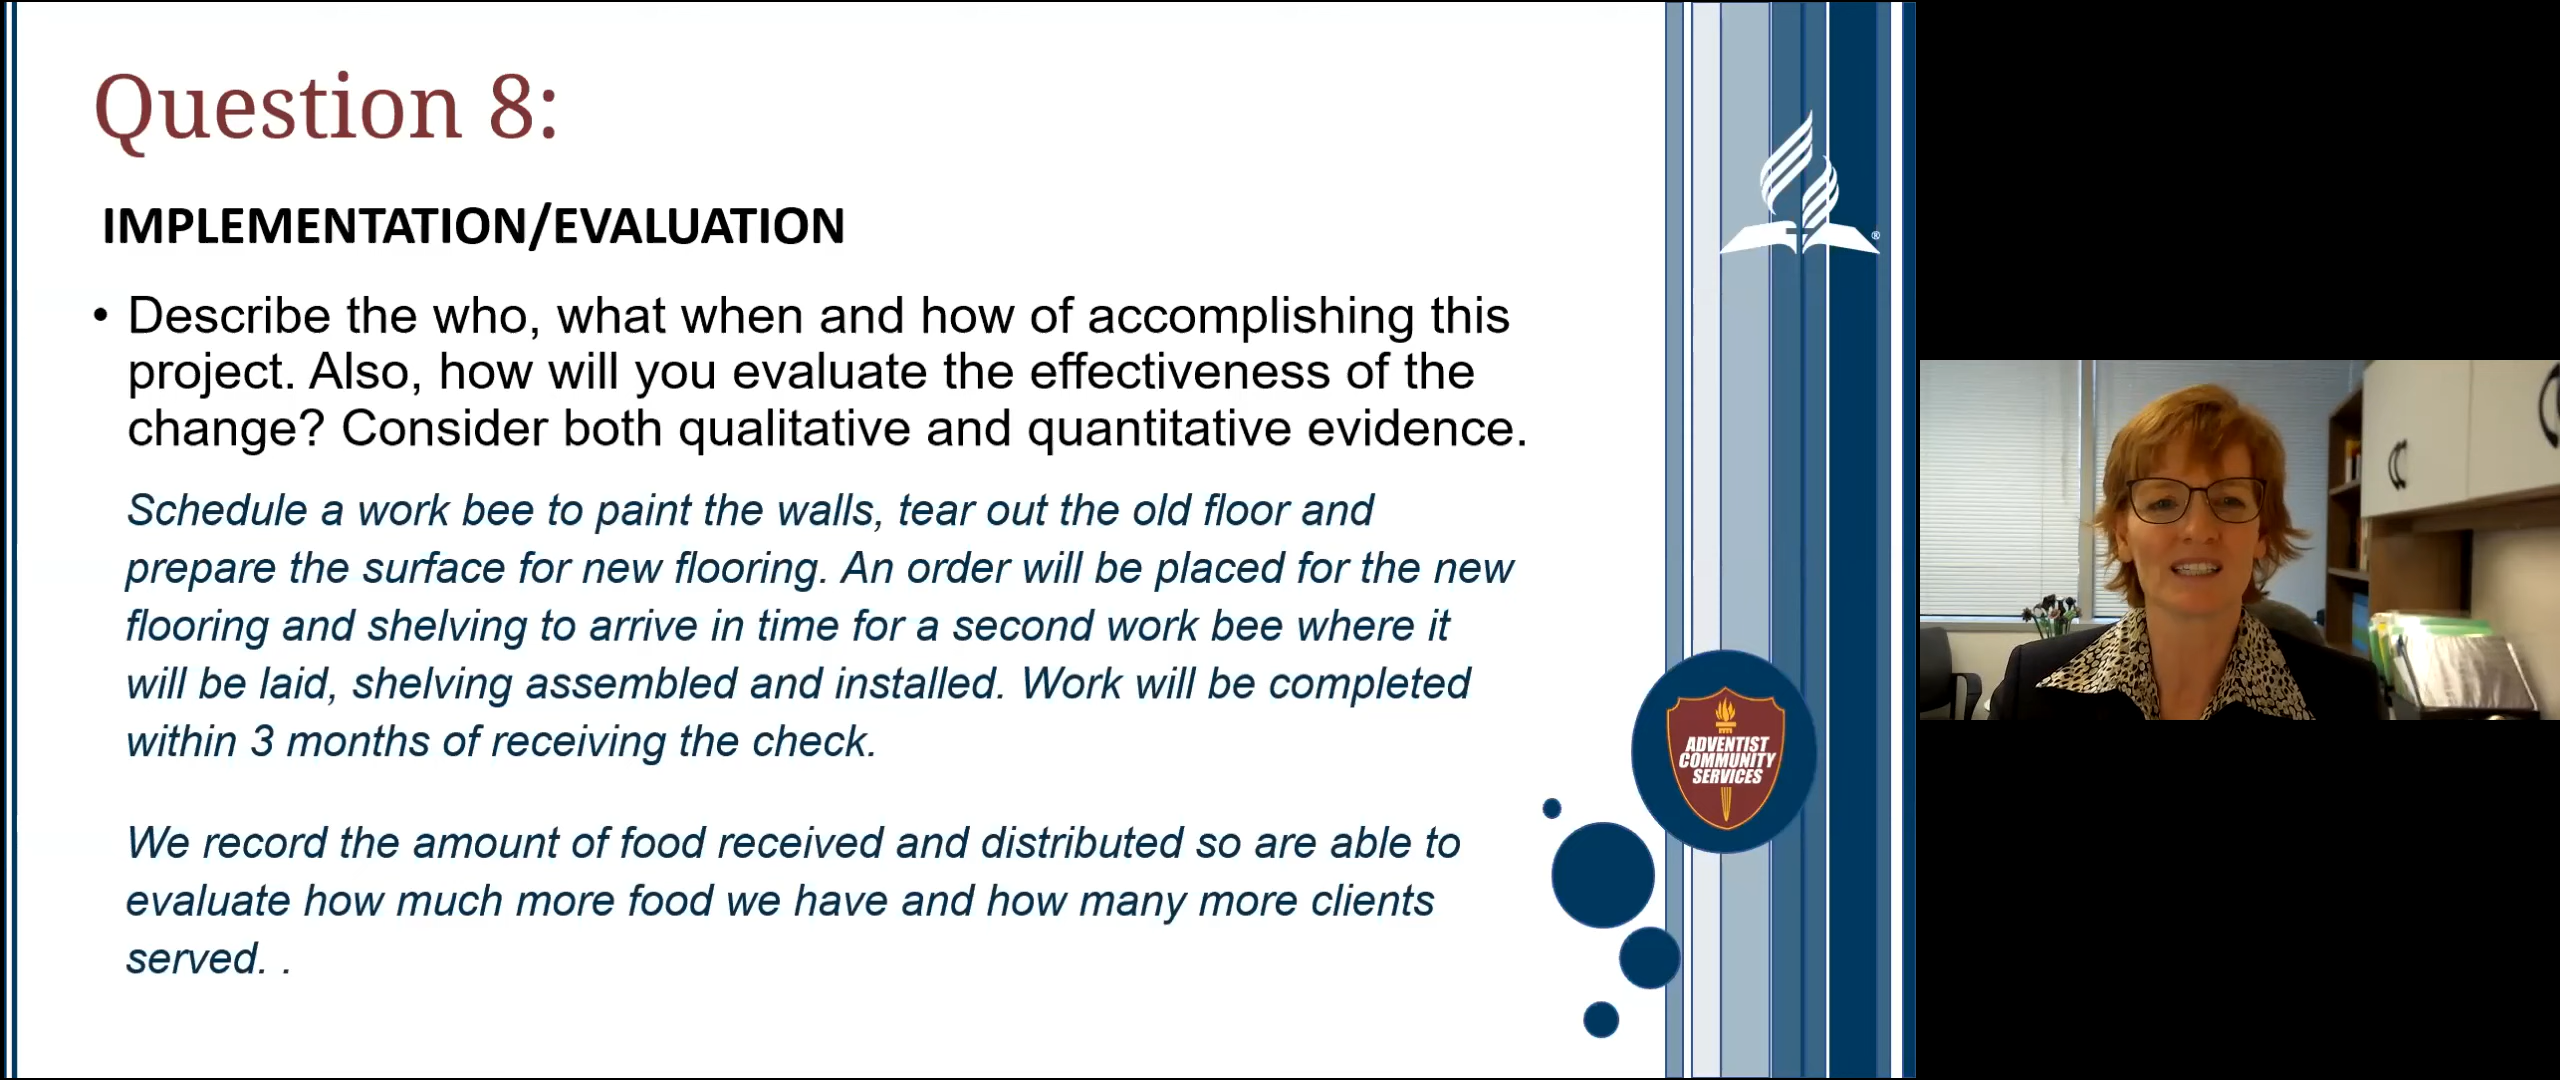 Question 8:
IMPLEMENTATION/EVALUATION
• Describe the who, what when and how of accomplishing this
project. Also, how will you evaluate the effectiveness of the
change? Consider both qualitative and quantitative evidence.
Schedule a work bee to paint the walls, tear out the old floor and
prepare the surface for new flooring. An order will be placed for the new
flooring and shelving to arrive in time for a second work bee where it
will be laid, shelving assembled and installed. Work will be completed
within 3 months of receiving the check.
We record the amount of food received and distributed so are able to
evaluate how much more food we have and how many more clients
served. .
®
ADVENTIST
COMMUNITY
SERVICES